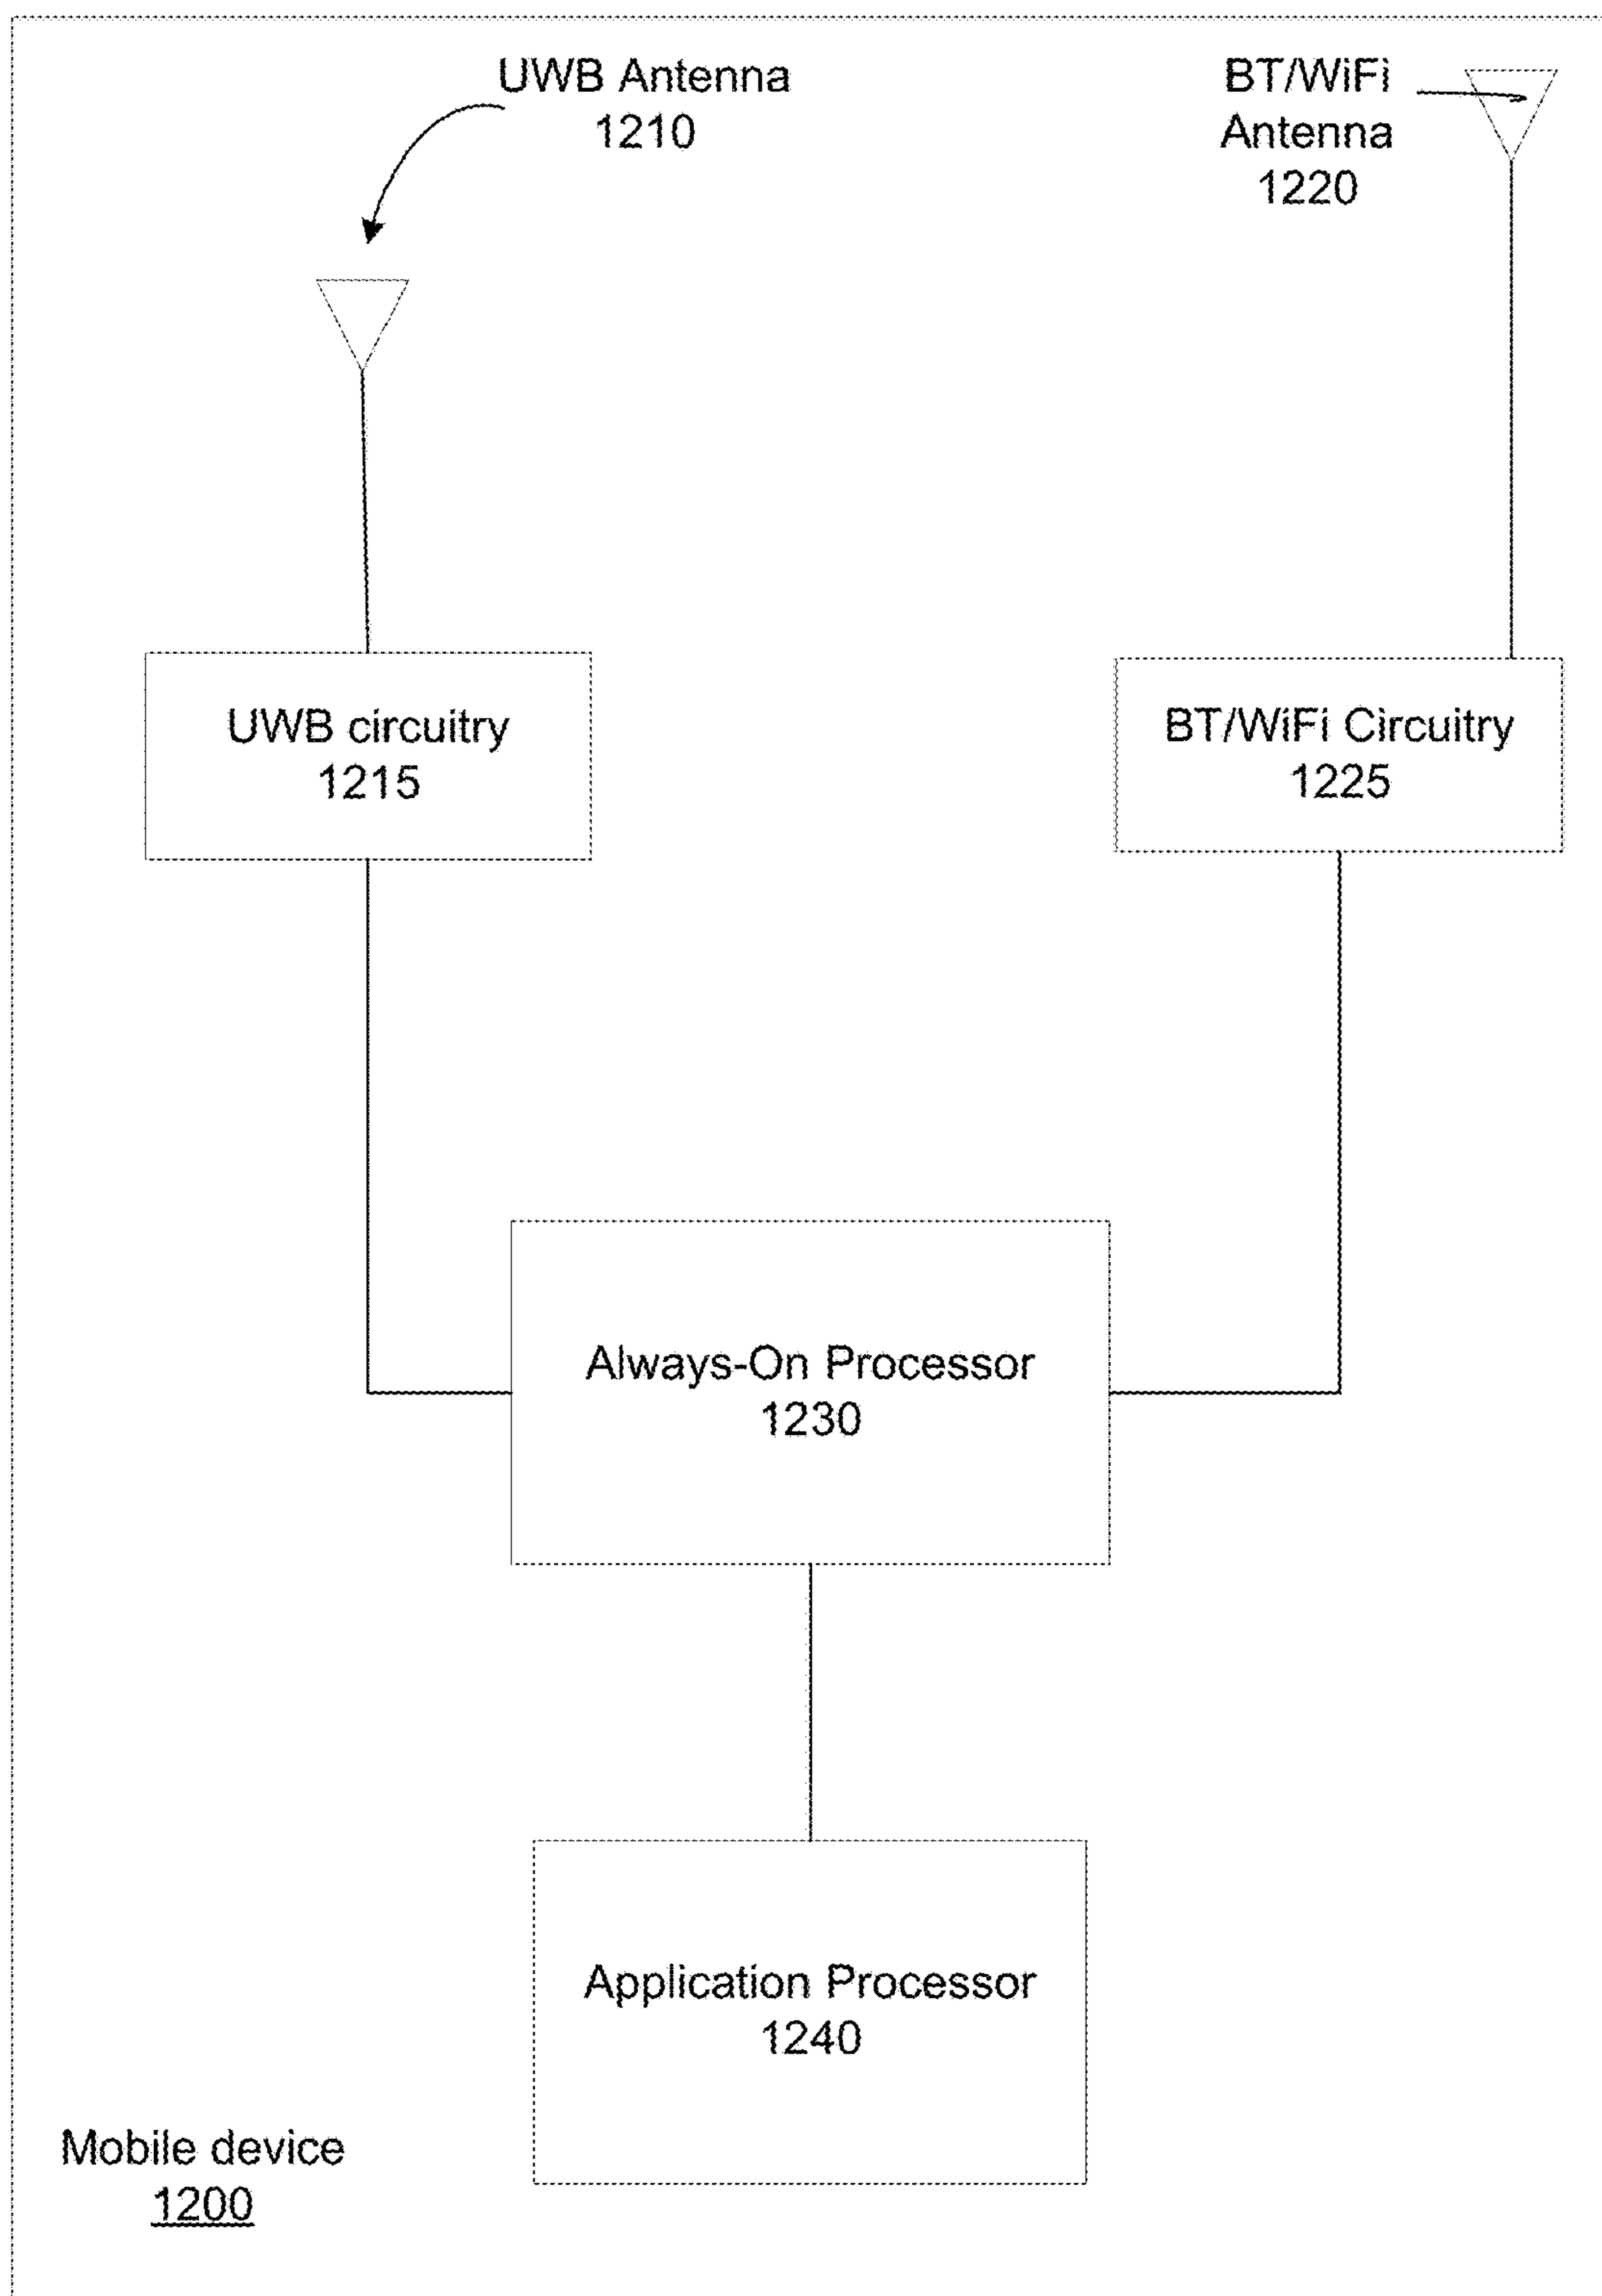 UWB Antenna
1210
BT/WiFi
Antenna
1220
UWB circuitry
1215
BT/WiFi Circuitry
1225
Always-On Processor
1230
Application Processor
1240
Mobile device
1200